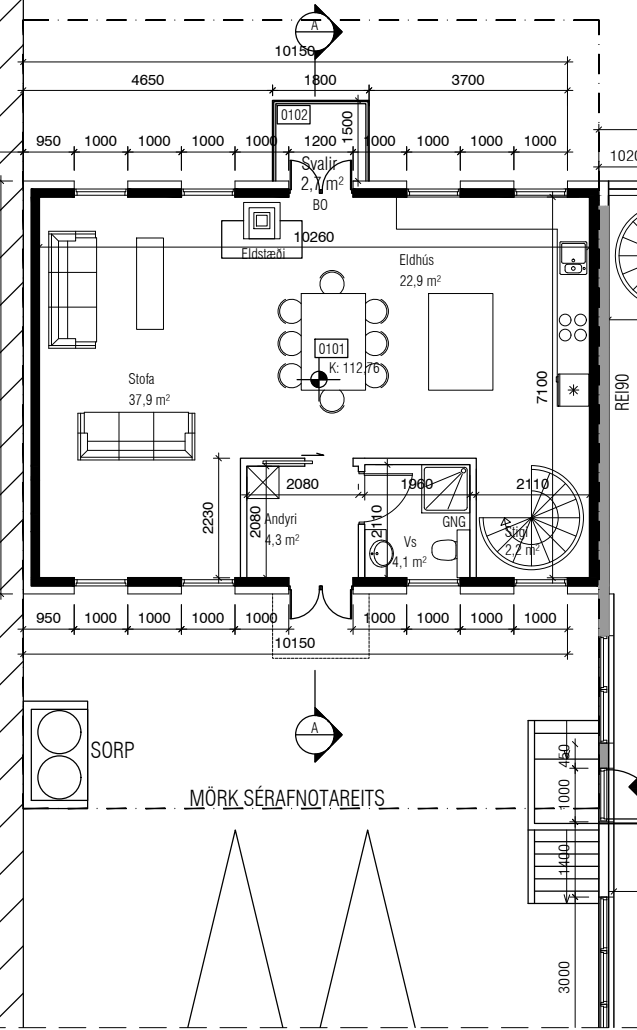 A
10150
4650 1800 3700
0102
1500
950 1000 1000 1000 1000 1200 1000 1000 1000 1000
Svalir
2,7 m²
BO
10260
Eldstæði
Eldhús
22,9 m²
0101
K: 112,76
Stofa
37,9 m²
7100
REI90
2080 1960 2110
2230
2080
2110
Andyri
4,3 m²
GNG
Vs
4,1 m²
Stigi
2,2 m²
950 1000 1000 1000 1000 1000 1000 1000 1000
10150
A
SORP
450
1000
MÖRK SÉRAFNOTAREITS
1400
3000